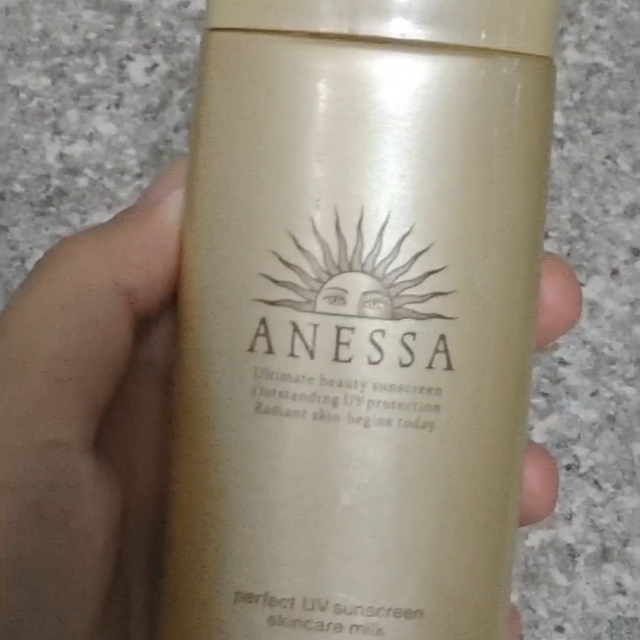 ANESSA
Ultimate beauty sunscreen
Outstanding UV protection
Radiant skin begins today
perfect UV sunscreen
skincare milk